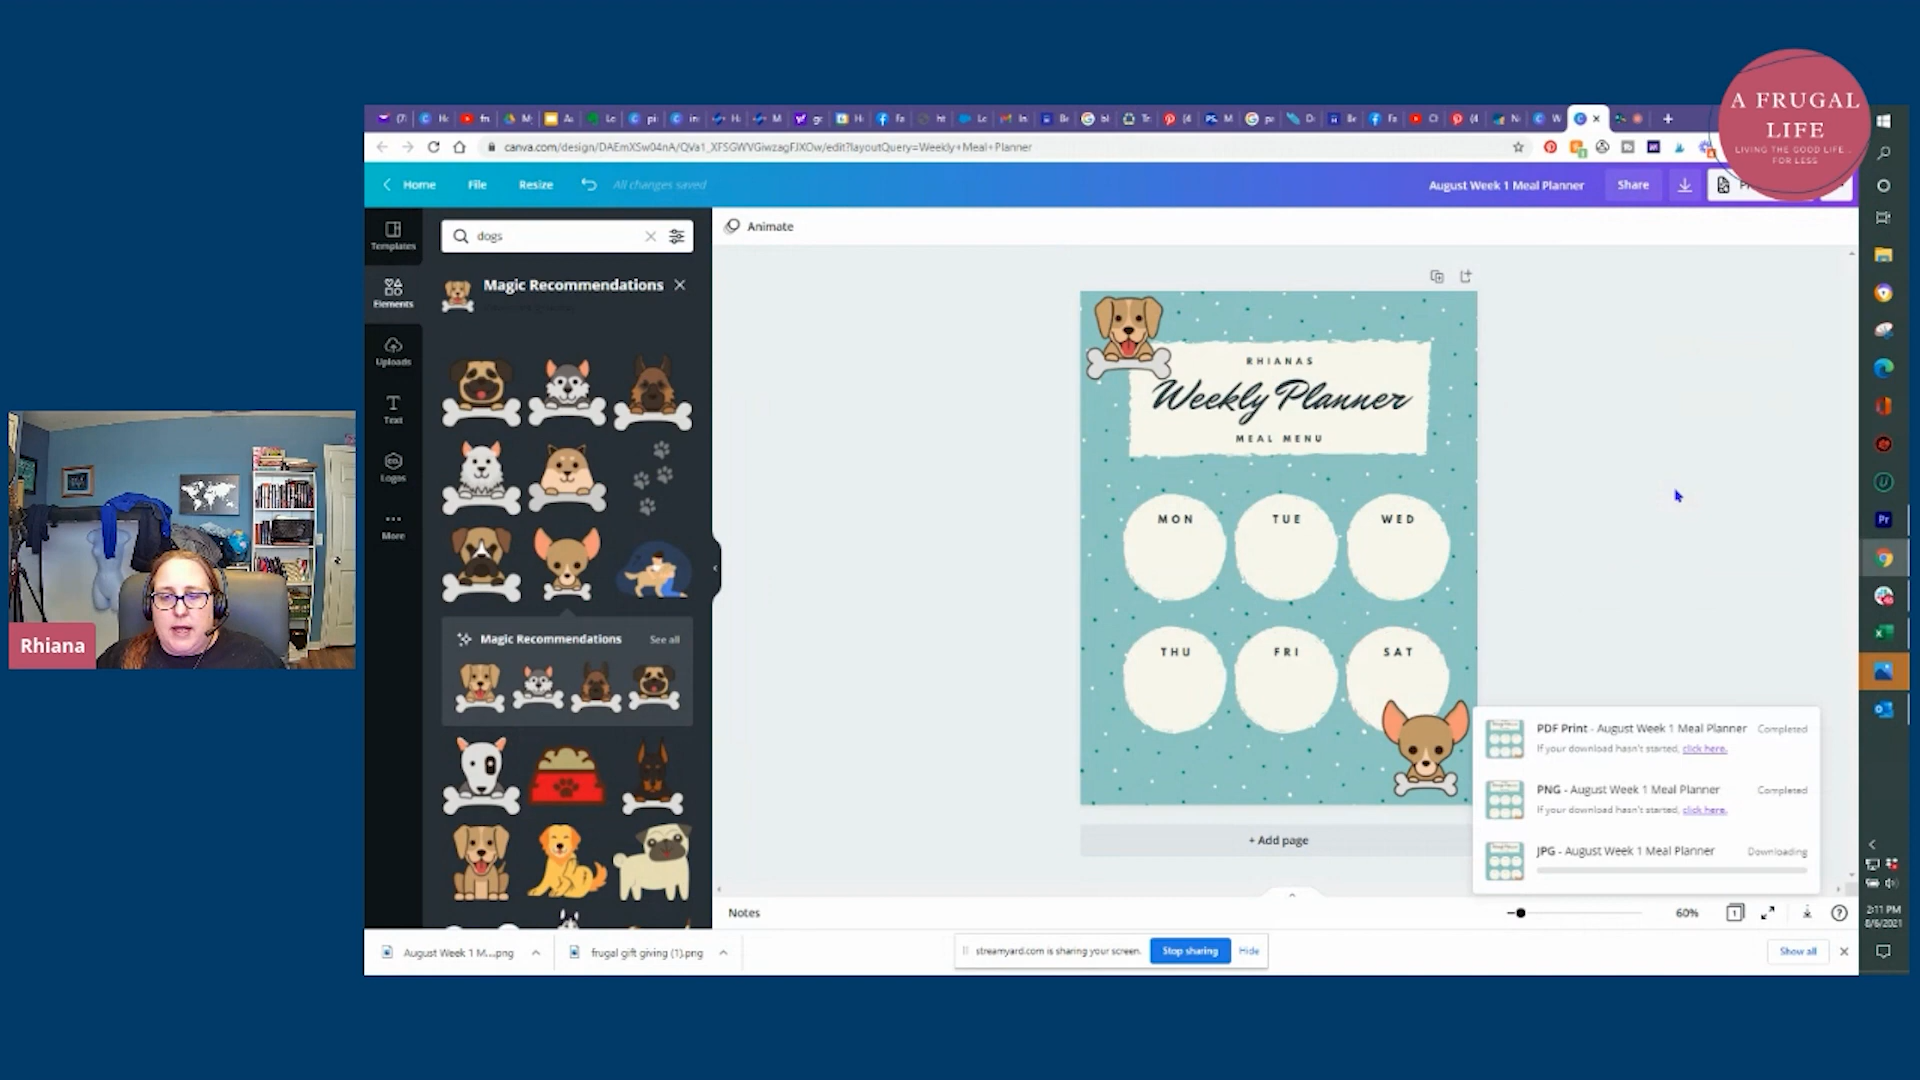 A FRUGAL
LIFE
LIVING THE GOOD LIFE...
FOR LESS
canva.com/design/DAEmXSw04nA/QVa1_XFSGWVGiwzagFJXOw/edit?layoutQuery=Weekly+Meal+Planner
Home
File
Resize
All changes saved
August Week 1 Meal Planner
Share
Templates
Elements
Uploads
Text
Logos
More
dogs
Magic Recommendations
Magic Recommendations
See all
Animate
RHIANAS
Weekly Planner
MEAL MENU
MON
TUE
WED
THU
FRI
SAT
+ Add page
PDF Print - August Week 1 Meal Planner
Completed
If your download hasn't started, click here.
PNG - August Week 1 Meal Planner
Completed
If your download hasn't started, click here.
JPG - August Week 1 Meal Planner
Downloading
Notes
60%
1
August Week 1 M....png
frugal gift giving (1).png
streamyard.com is sharing your screen.
Stop sharing
Hide
Show all
2:11 PM
8/6/2021
Rhiana